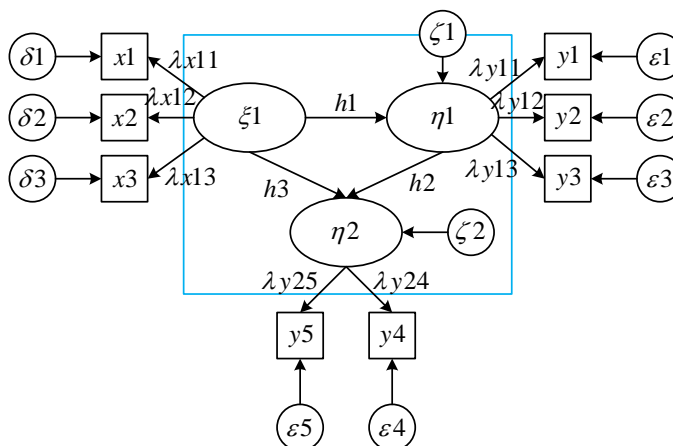 ζ1
δ1 x1 λx11 λy11 y1 ε1
δ2 x2 λx12 ξ1 h1 η1 λy12 y2 ε2
δ3 x3 λx13 h3 h2 λy13 y3 ε3
η2 ζ2
λy25 λy24
y5 y4
ε5 ε4